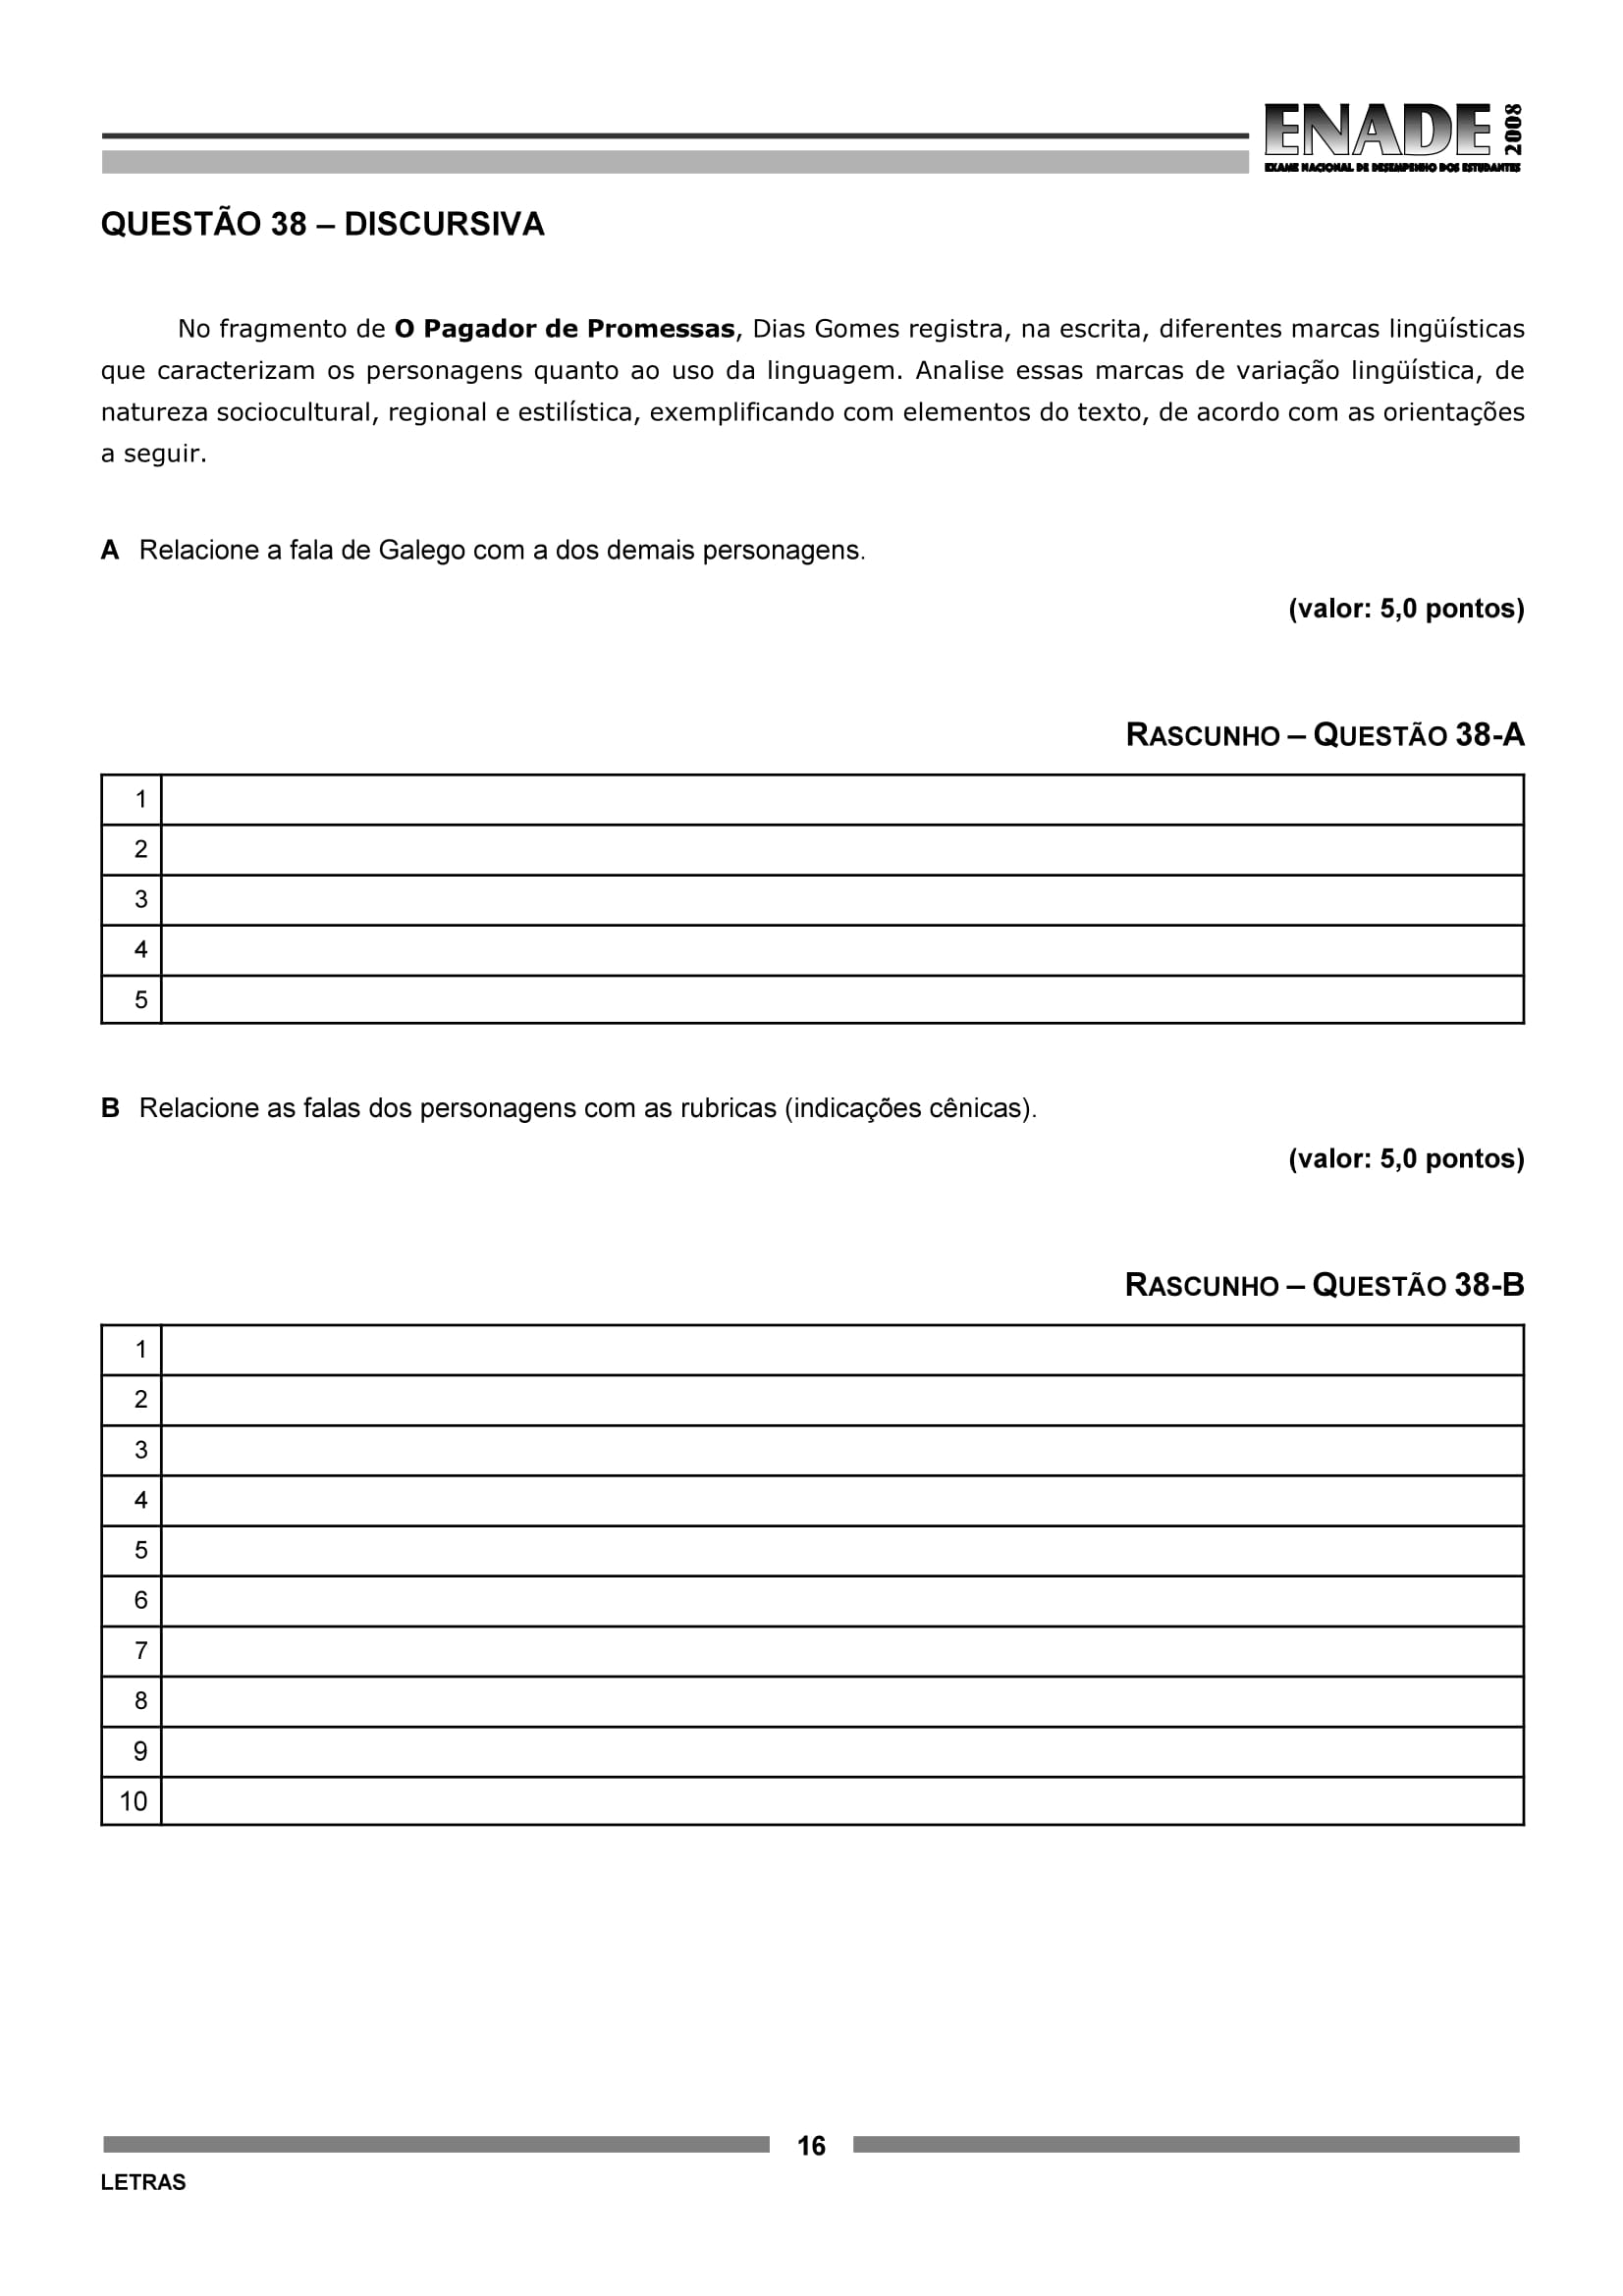 ENADE 2008
EXAME NACIONAL DE DESEMPENHO DOS ESTUDANTES
QUESTÃO 38 – DISCURSIVA
No fragmento de O Pagador de Promessas, Dias Gomes registra, na escrita, diferentes marcas lingüísticas
que caracterizam os personagens quanto ao uso da linguagem. Analise essas marcas de variação lingüística, de
natureza sociocultural, regional e estilística, exemplificando com elementos do texto, de acordo com as orientações
a seguir.
A Relacione a fala de Galego com a dos demais personagens.
(valor: 5,0 pontos)
RASCUNHO – QUESTÃO 38-A
1
2
3
4
5
B Relacione as falas dos personagens com as rubricas (indicações cênicas).
(valor: 5,0 pontos)
RASCUNHO – QUESTÃO 38-B
1
2
3
4
5
6
7
8
9
10
16
LETRAS